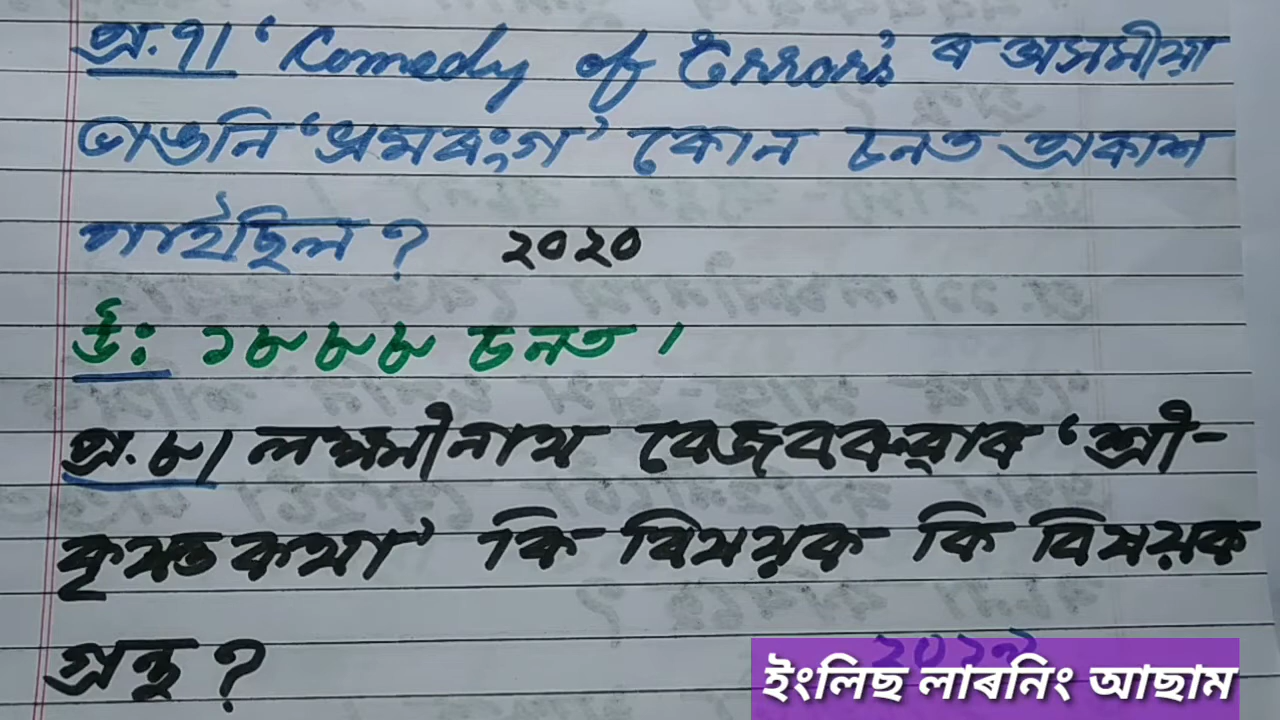 প্ৰ. ৭। ‘Comedy of Errors’ ৰ অসমীয়া
ভাঙনি ‘ভ্ৰমৰংগ’ কোন চনত প্ৰকাশ
পাইছিল ? ২০২০
উ: ১৮৮৮ চনত ।
প্ৰ. ৮। লক্ষ্মীনাথ বেজবৰুৱাৰ ‘শ্ৰী-
কৃষ্ণকথা’ কি বিষয়ক কি বিষয়ক
গ্ৰন্থ ?
ইংলিছ লাৰনিং আছাম